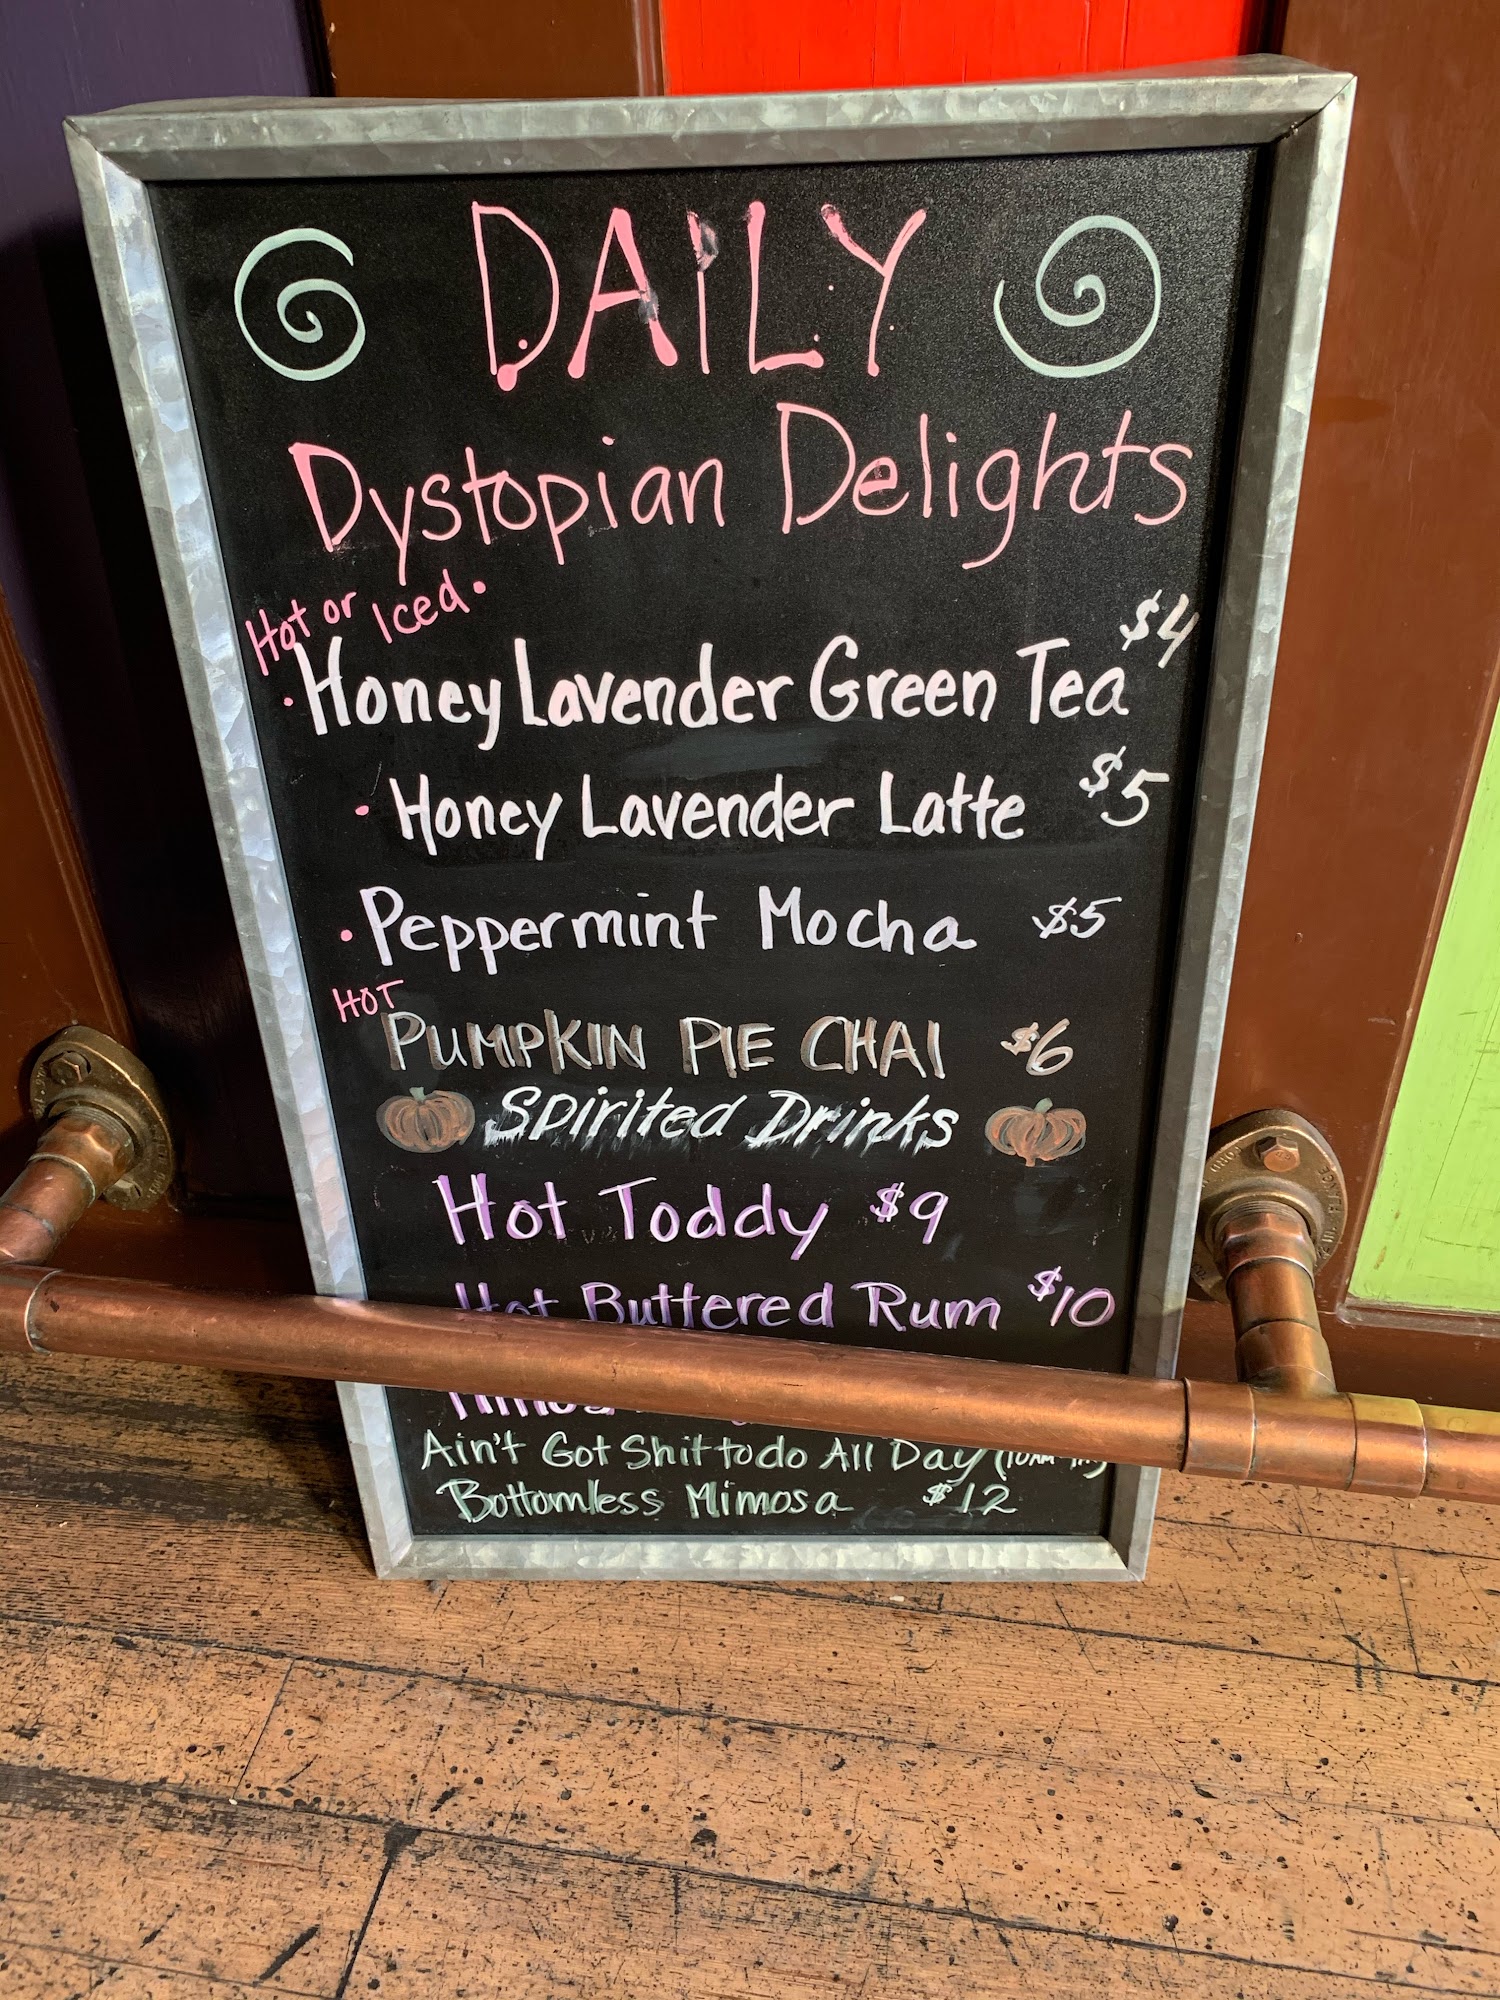 DAILY
Dystopian Delights
Hot or Iced
$4
Honey Lavender Green Tea
Honey Lavender Latte $5
Peppermint Mocha $5
HOT
PUMPKIN PIE CHAI $6
Spirited Drinks
Hot Toddy $9
Hot Buttered Rum $10
Ain't Got Shit to do All Day (10AM
Bottomless Mimosa $12